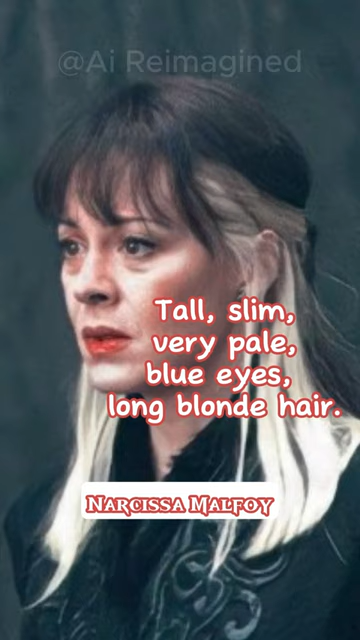 @Ai Reimagined
Tall, slim,
very pale,
blue eyes,
long blonde hair.
Narcissa Malfoy